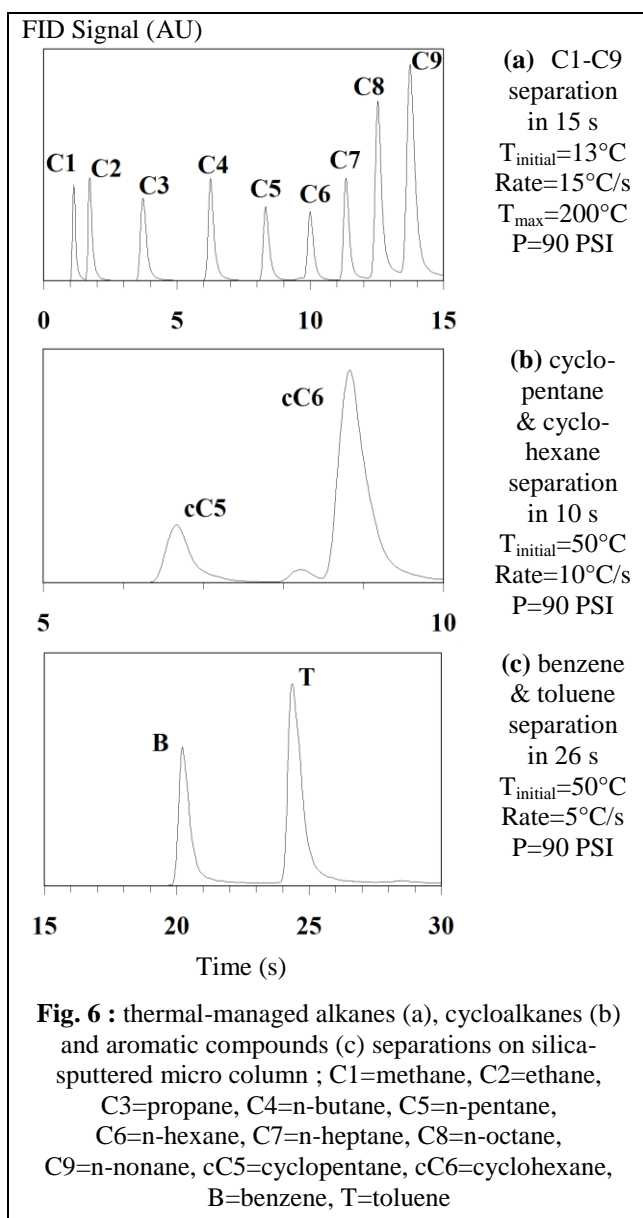 FID Signal (AU)
C1
C2
C3
C4
C5
C6
C7
C8
C9
0
5
10
15
(a) C1-C9
separation
in 15 s
Tinitial=13°C
Rate=15°C/s
Tmax=200°C
P=90 PSI
cC5
cC6
5
10
(b) cyclo-
pentane
& cyclo-
hexane
separation
in 10 s
Tinitial=50°C
Rate=10°C/s
P=90 PSI
B
T
15
20
25
30
Time (s)
(c) benzene
& toluene
separation
in 26 s
Tinitial=50°C
Rate=5°C/s
P=90 PSI
Fig. 6 : thermal-managed alkanes (a), cycloalkanes (b)
and aromatic compounds (c) separations on silica-
sputtered micro column ; C1=methane, C2=ethane,
C3=propane, C4=n-butane, C5=n-pentane,
C6=n-hexane, C7=n-heptane, C8=n-octane,
C9=n-nonane, cC5=cyclopentane, cC6=cyclohexane,
B=benzene, T=toluene